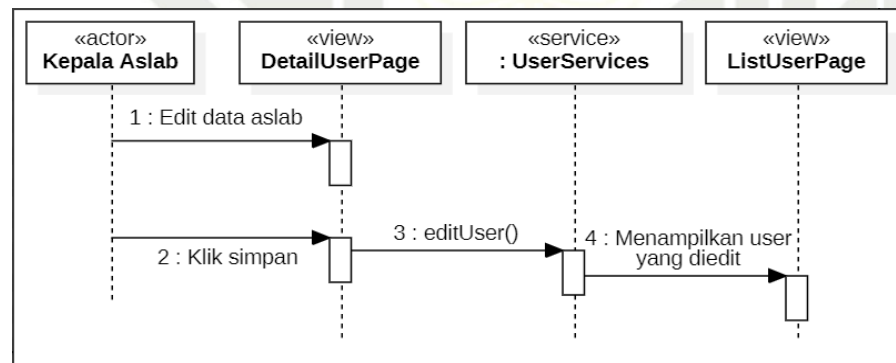 «actor»
Kepala Aslab
«view»
DetailUserPage
«service»
: UserServices
«view»
ListUserPage
1 : Edit data aslab
2 : Klik simpan
3 : editUser()
4 : Menampilkan user
yang diedit